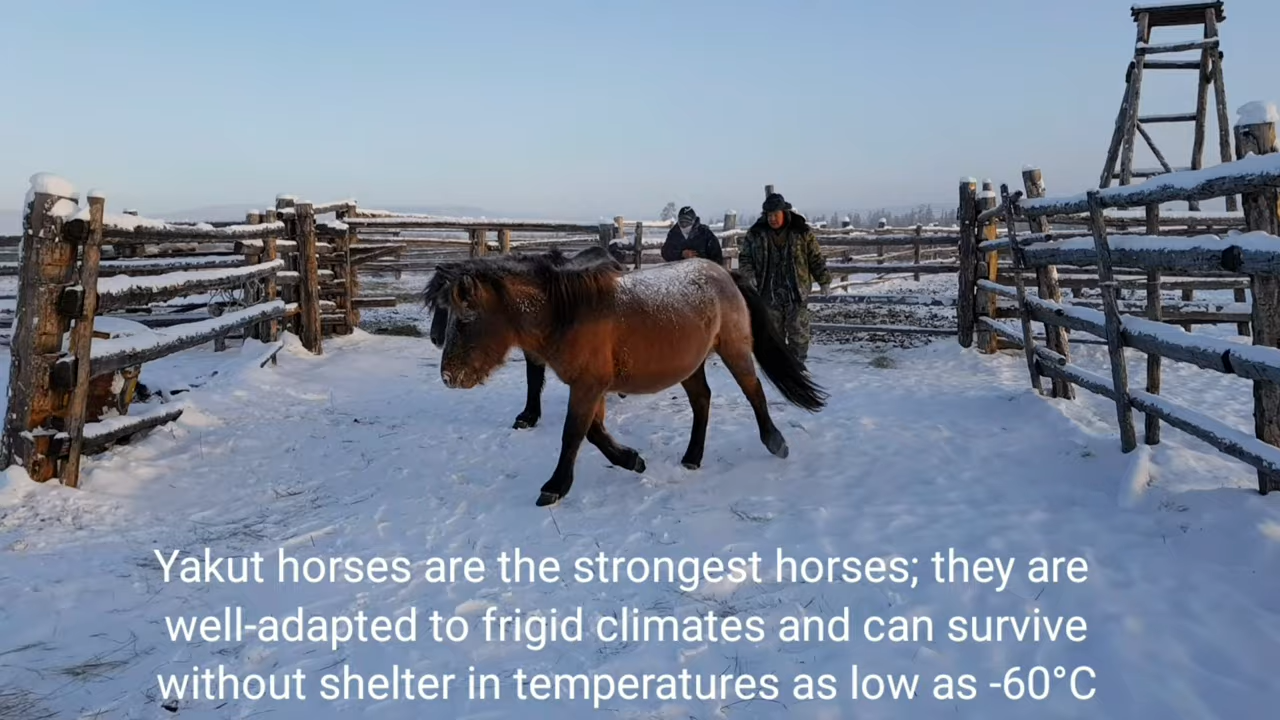 Yakut horses are the strongest horses; they are
well-adapted to frigid climates and can survive
without shelter in temperatures as low as -60°C